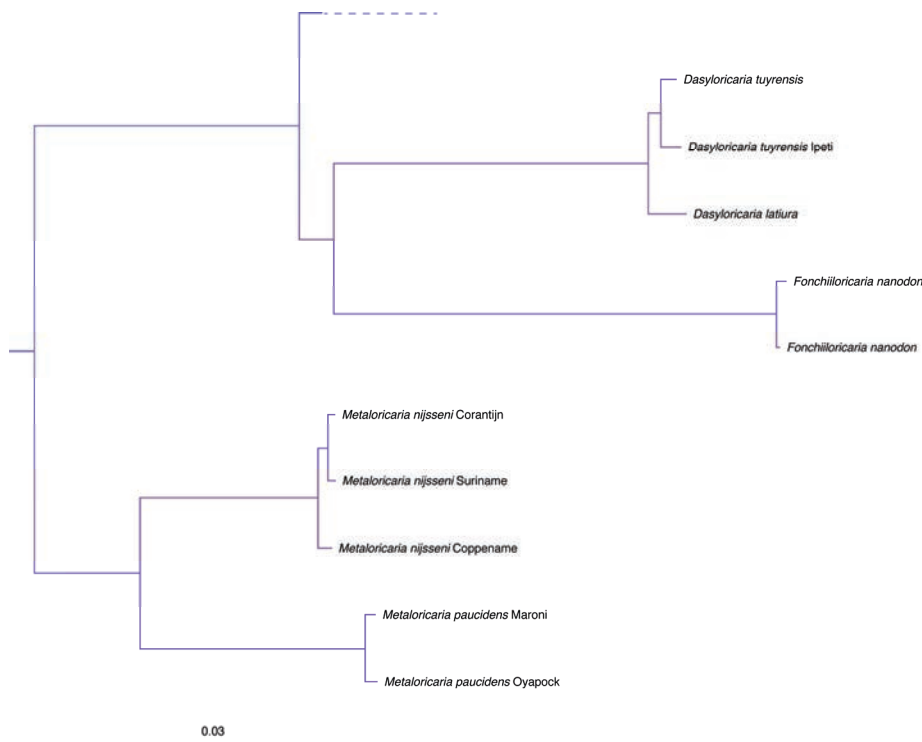 Dasyloricaria tuyrensis
Dasyloricaria tuyrensis Ipeti
Dasyloricaria latiura
Fonchiiloricaria nanodon
Fonchiiloricaria nanodon
Metaloricaria nijsseni Corantijn
Metaloricaria nijsseni Suriname
Metaloricaria nijsseni Coppename
Metaloricaria paucidens Maroni
Metaloricaria paucidens Oyapock
0.03